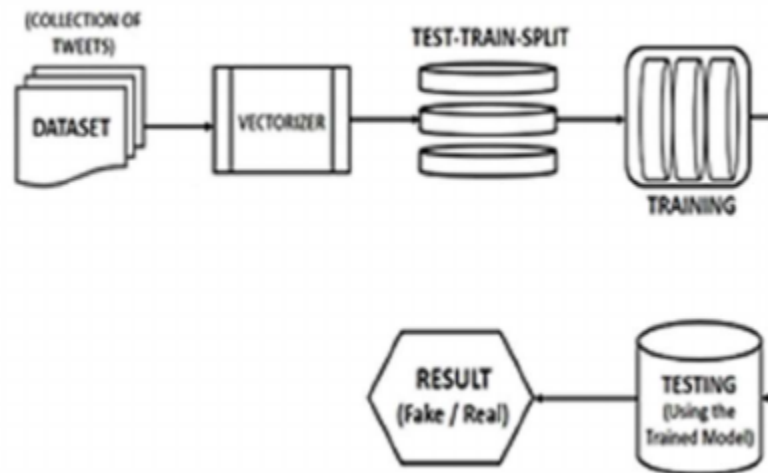 (COLLECTION OF
TWEETS)
DATASET
VECTORIZER
TEST-TRAIN-SPLIT
TRAINING
RESULT
(Fake / Real)
TESTING
(Using the
Trained Model)